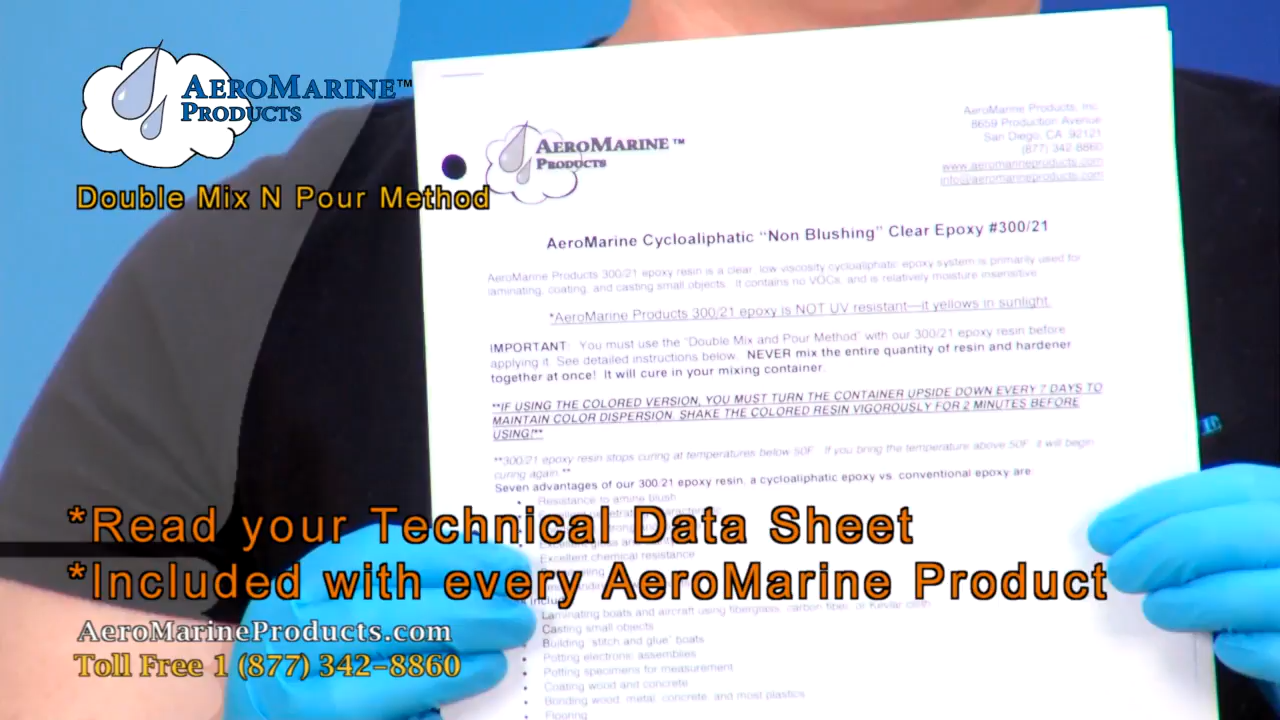 AEROMARINE™
PRODUCTS
Double Mix N Pour Method
AeroMarine Products, Inc.
8659 Production Avenue
San Diego, CA 92121
(877) 342-8860
www.aeromarineproducts.com
info@aeromarineproducts.com
AEROMARINE™
PRODUCTS
AeroMarine Cycloaliphatic "Non Blushing" Clear Epoxy #300/21
AeroMarine Products 300/21 epoxy resin is a clear, low viscosity cycloaliphatic epoxy system is primarily used for
laminating, coating, and casting small objects. It contains no VOCs, and is relatively moisture insensitive.
*AeroMarine Products 300/21 epoxy is NOT UV resistant—it yellows in sunlight.
IMPORTANT: You must use the "Double Mix and Pour Method" with our 300/21 epoxy resin before
applying it. See detailed instructions below. NEVER mix the entire quantity of resin and hardener
together at once! It will cure in your mixing container.
**IF USING THE COLORED VERSION, YOU MUST TURN THE CONTAINER UPSIDE DOWN EVERY 7 DAYS TO
MAINTAIN COLOR DISPERSION. SHAKE THE COLORED RESIN VIGOROUSLY FOR 2 MINUTES BEFORE
USING!**
**300/21 epoxy resin stops curing at temperatures below 50F. If you bring the temperature above 50F, it will begin
curing again.**
Seven advantages of our 300/21 epoxy resin, a cycloaliphatic epoxy vs. conventional epoxy are:
Resistance to amine blush
*Read your Technical Data Sheet
Excellent chemical resistance
*Included with every AeroMarine Product
Laminating boats and aircraft using fiberglass, carbon fiber, or kevlar cloth
Casting small objects
Building "stitch and glue" boats
Potting electronic assemblies
Potting specimens for measurement
Coating wood and concrete
Bonding wood, metal, concrete, and most plastics
Flooring
AeroMarineProducts.com
Toll Free 1 (877) 342-8860